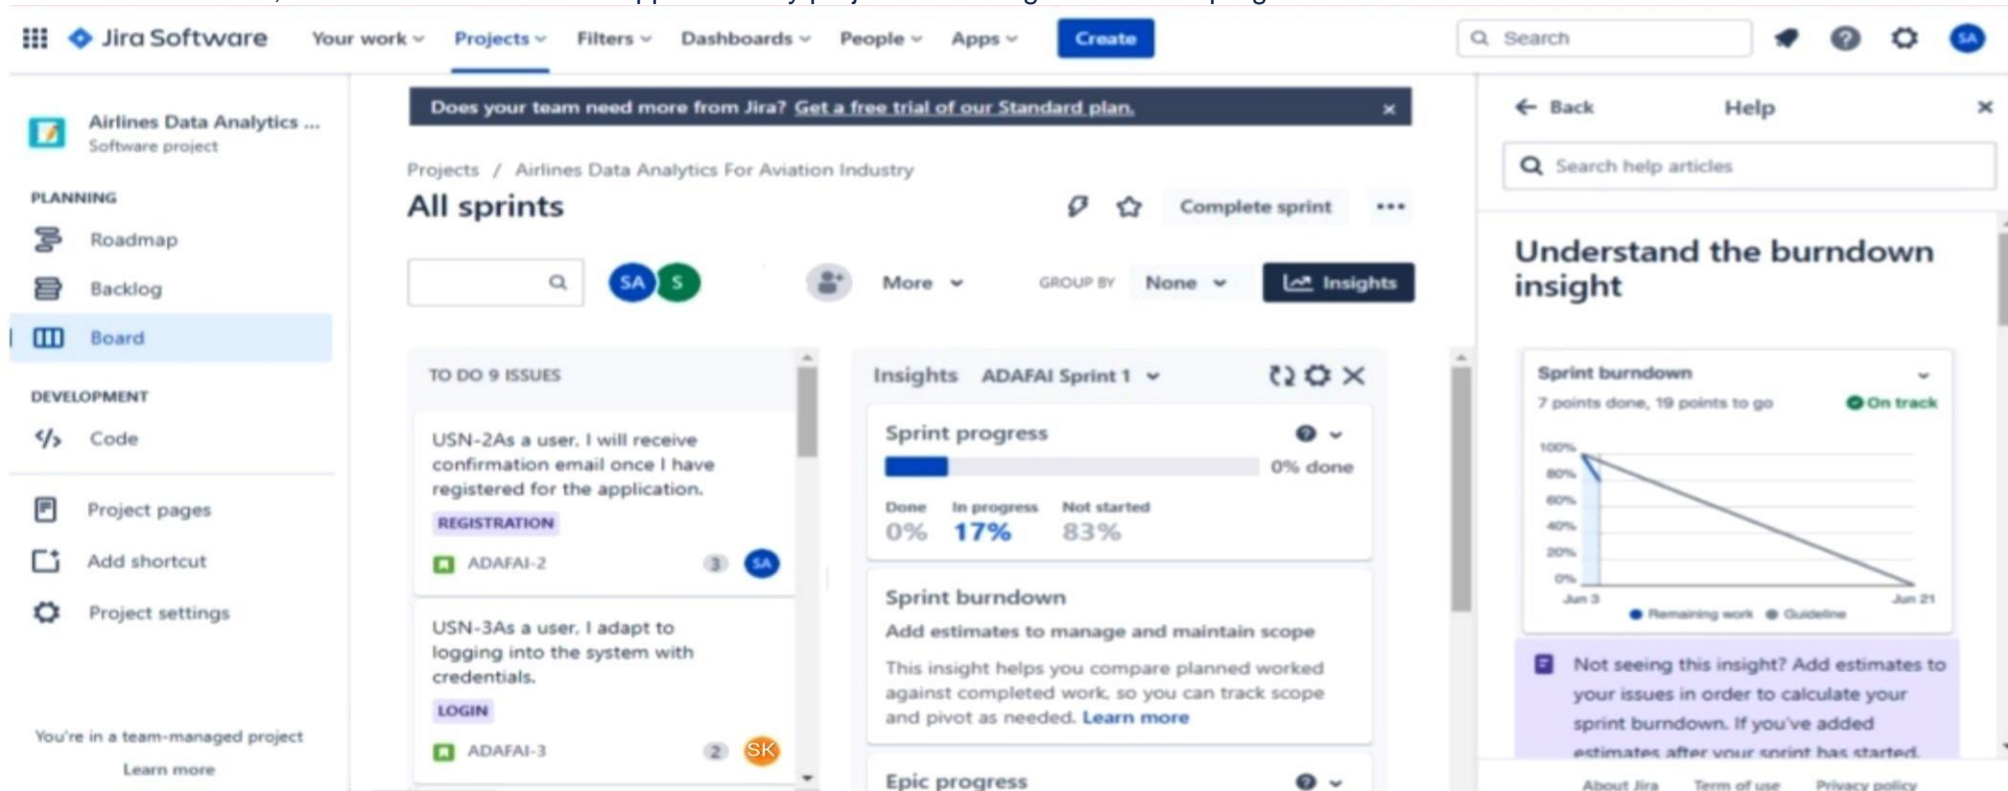 Jira Software
Your work
Projects
Filters
Dashboards
People
Apps
Create
Search
SA
Airlines Data Analytics ...
Software project
PLANNING
Roadmap
Backlog
Board
DEVELOPMENT
Code
Project pages
Add shortcut
Project settings
You're in a team-managed project
Learn more
Does your team need more from Jira? Get a free trial of our Standard plan.
Projects / Airlines Data Analytics For Aviation Industry
All sprints
Complete sprint
SA
S
More
GROUP BY
None
Insights
TO DO 9 ISSUES
USN-2As a user, I will receive
confirmation email once I have
registered for the application.
REGISTRATION
ADAFAI-2
3
SA
USN-3As a user, I adapt to
logging into the system with
credentials.
LOGIN
ADAFAI-3
2
SK
Insights ADAFAI Sprint 1
Sprint progress
0% done
Done In progress Not started
0% 17% 83%
Sprint burndown
Add estimates to manage and maintain scope
This insight helps you compare planned worked
against completed work, so you can track scope
and pivot as needed. Learn more
Epic progress
Back
Help
Search help articles
Understand the burndown
insight
Sprint burndown
7 points done, 19 points to go
On track
100%
80%
60%
40%
20%
0%
Jun 3
Jun 21
Remaining work
Guideline
Not seeing this insight? Add estimates to
your issues in order to calculate your
sprint burndown. If you've added
estimates after your sprint has started,
About Jira
Term of use
Privacy policy